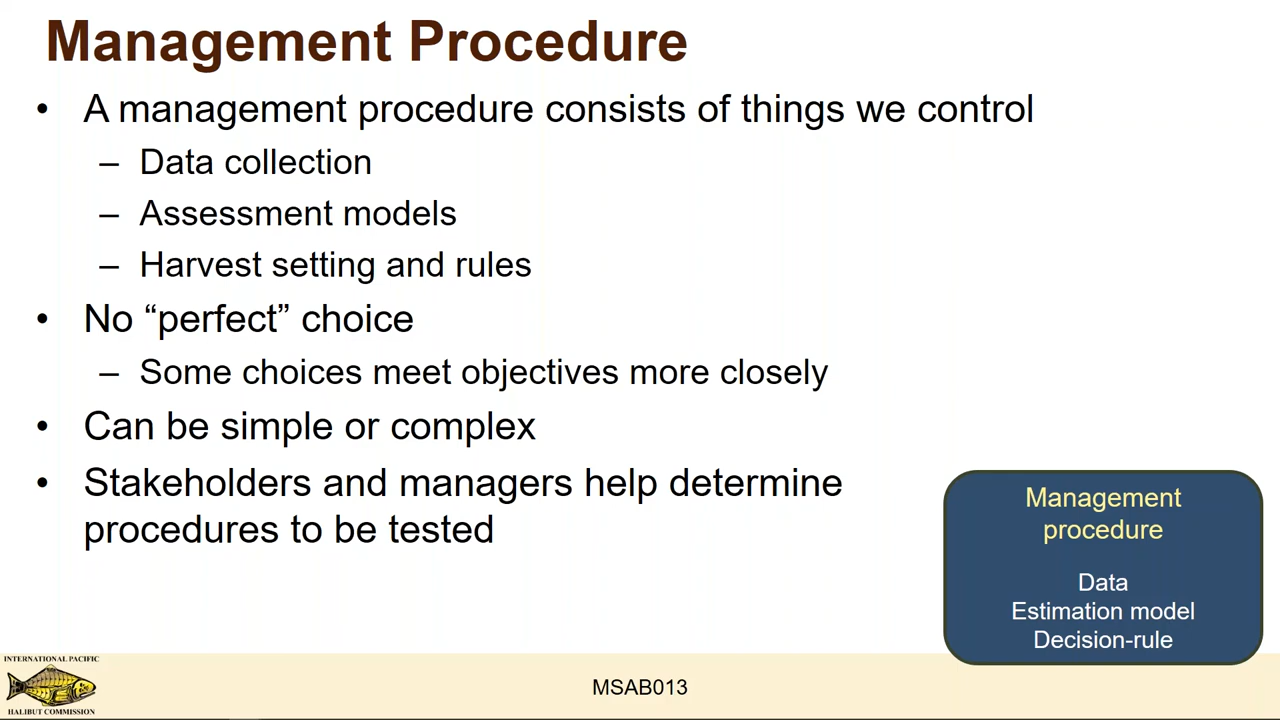 Management Procedure
• A management procedure consists of things we control
– Data collection
– Assessment models
– Harvest setting and rules
• No “perfect” choice
– Some choices meet objectives more closely
• Can be simple or complex
• Stakeholders and managers help determine
procedures to be tested
Management
procedure
Data
Estimation model
Decision-rule
INTERNATIONAL PACIFIC
HALIBUT COMMISSION
MSAB013